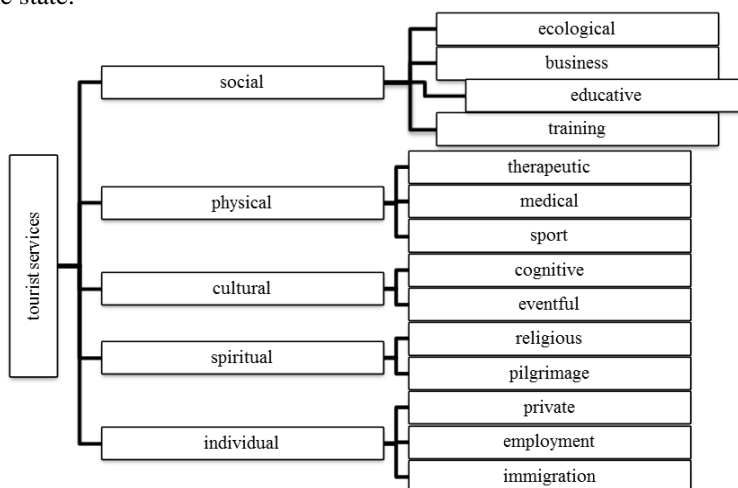 e state.
tourist services
social
ecological
business
educative
training
physical
therapeutic
medical
sport
cultural
cognitive
eventful
spiritual
religious
pilgrimage
individual
private
employment
immigration